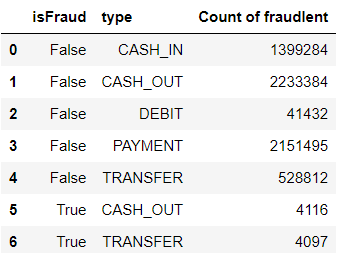 isFraud type Count of fraudlent
0 False CASH_IN 1399284
1 False CASH_OUT 2233384
2 False DEBIT 41432
3 False PAYMENT 2151495
4 False TRANSFER 528812
5 True CASH_OUT 4116
6 True TRANSFER 4097